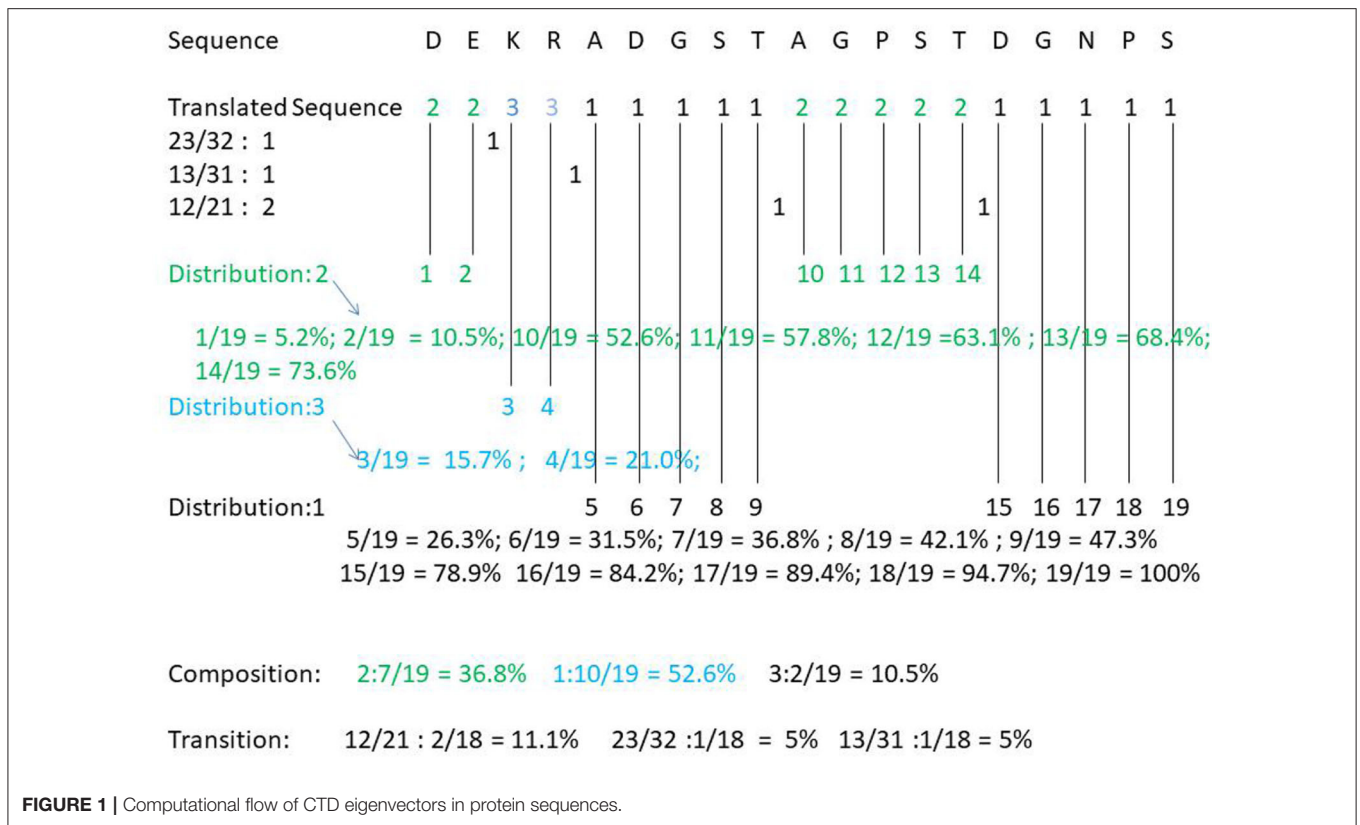 Sequence D E K R A D G S T A G P S T D G N P S
Translated Sequence 2 2 3 3 1 1 1 1 1 2 2 2 2 2 1 1 1 1 1
23/32 : 1 1
13/31 : 1 1
12/21 : 2 1 1
Distribution:2 1 2 10 11 12 13 14
1/19 = 5.2%; 2/19 = 10.5%; 10/19 = 52.6%; 11/19 = 57.8%; 12/19 =63.1% ; 13/19 = 68.4%;
14/19 = 73.6%
Distribution:3 3 4
3/19 = 15.7% ; 4/19 = 21.0%;
Distribution:1 5 6 7 8 9 15 16 17 18 19
5/19 = 26.3%; 6/19 = 31.5%; 7/19 = 36.8% ; 8/19 = 42.1% ; 9/19 = 47.3%
15/19 = 78.9% 16/19 = 84.2%; 17/19 = 89.4%; 18/19 = 94.7%; 19/19 = 100%
Composition: 2:7/19 = 36.8% 1:10/19 = 52.6% 3:2/19 = 10.5%
Transition: 12/21 : 2/18 = 11.1% 23/32 :1/18 = 5% 13/31 :1/18 = 5%
FIGURE 1 | Computational flow of CTD eigenvectors in protein sequences.